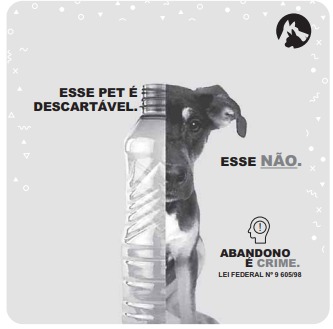 ESSE PET É
DESCARTÁVEL.
ESSE NÃO.
ABANDONO
É CRIME.
LEI FEDERAL Nº 9 605/98